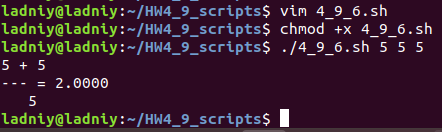 ladniy@ladniy:~/HW4_9_scripts$ vim 4_9_6.sh
ladniy@ladniy:~/HW4_9_scripts$ chmod +x 4_9_6.sh
ladniy@ladniy:~/HW4_9_scripts$ ./4_9_6.sh 5 5 5
5 + 5
--- = 2.0000
5
ladniy@ladniy:~/HW4_9_scripts$